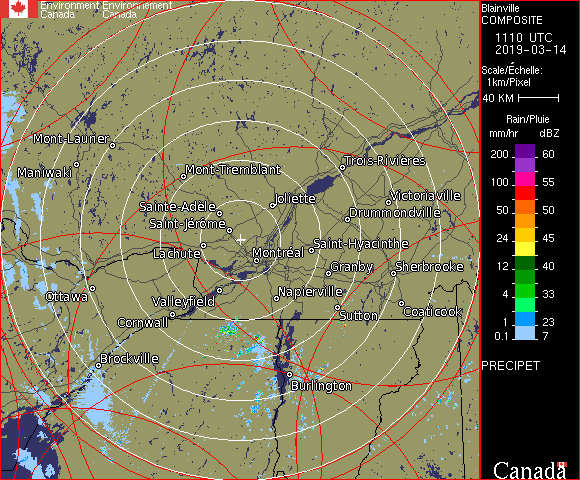 Environment Environnement
Canada Canada
Blainville
COMPOSITE
1110 UTC
2019-03-14
Scale/Échelle:
1km/Pixel
40 KM
Rain/Pluie
mm/hr dBZ
200 60
100 55
50 50
24 45
12 40
4 33
1 23
0.1 7
PRECIPET
Canada
Mont-Laurier
Maniwaki
Mont-Tremblant
Trois-Rivières
Sainte-Adèle
Joliette
Victoriaville
Drummondville
Saint-Jérôme
Lachute
Montréal
Saint-Hyacinthe
Granby
Sherbrooke
Ottawa
Valleyfield
Napierville
Cornwall
Sutton
Coaticook
Brockville
Burlington